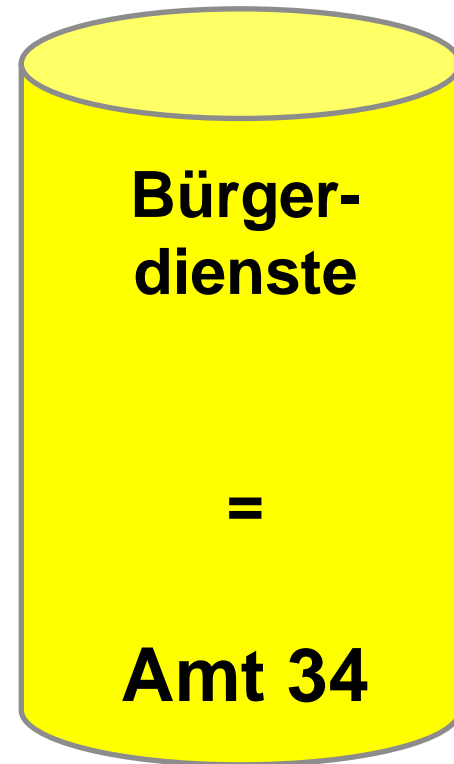 Bürger-
dienste
=
Amt 34